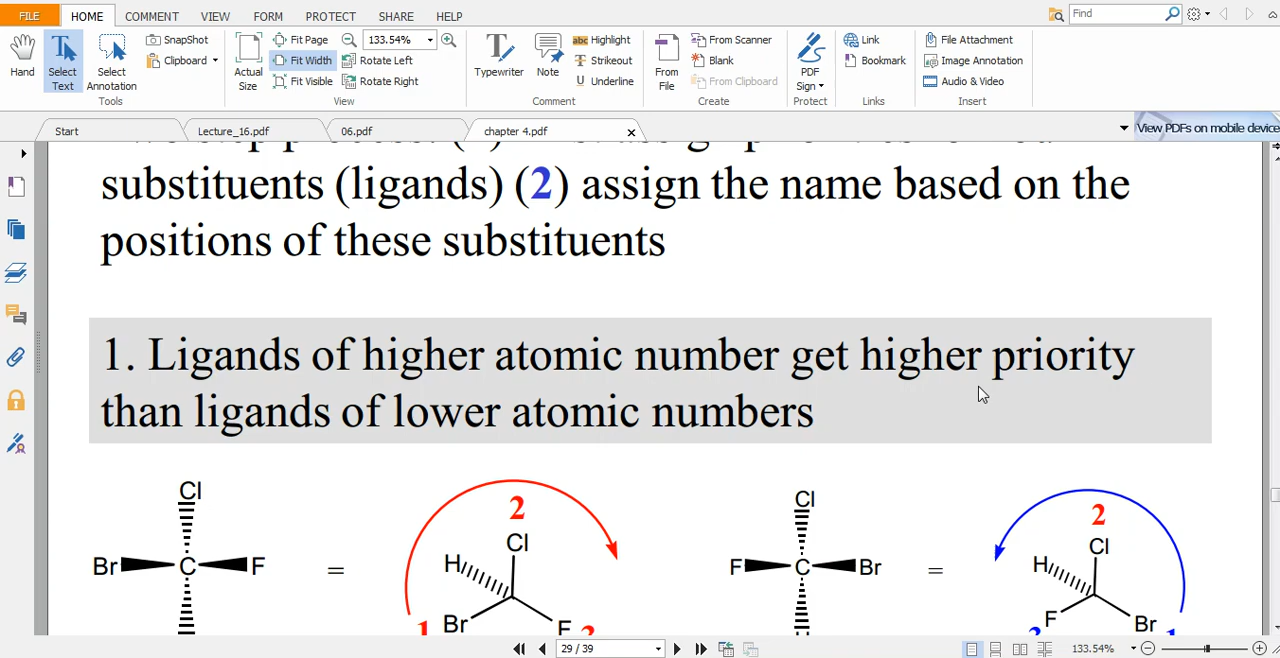 FILE HOME COMMENT VIEW FORM PROTECT SHARE HELP Find
Hand
Select Text
Select Annotation
SnapShot
Clipboard
Tools
Actual Size
Fit Page
Fit Width
Fit Visible
133.54%
Rotate Left
Rotate Right
View
Typewriter
Note
Highlight
Strikeout
Underline
Comment
From File
From Scanner
Blank
From Clipboard
Create
PDF Sign
Protect
Link
Bookmark
Links
File Attachment
Image Annotation
Audio & Video
Insert
Start Lecture_16.pdf 06.pdf chapter 4.pdf View PDFs on mobile device
substituents (ligands) (2) assign the name based on the
positions of these substituents
1. Ligands of higher atomic number get higher priority
than ligands of lower atomic numbers
Cl
Br C F
=
2
Cl
H
Br F
1
Cl
F C Br
=
2
Cl
H
F Br
29 / 39 133.54%